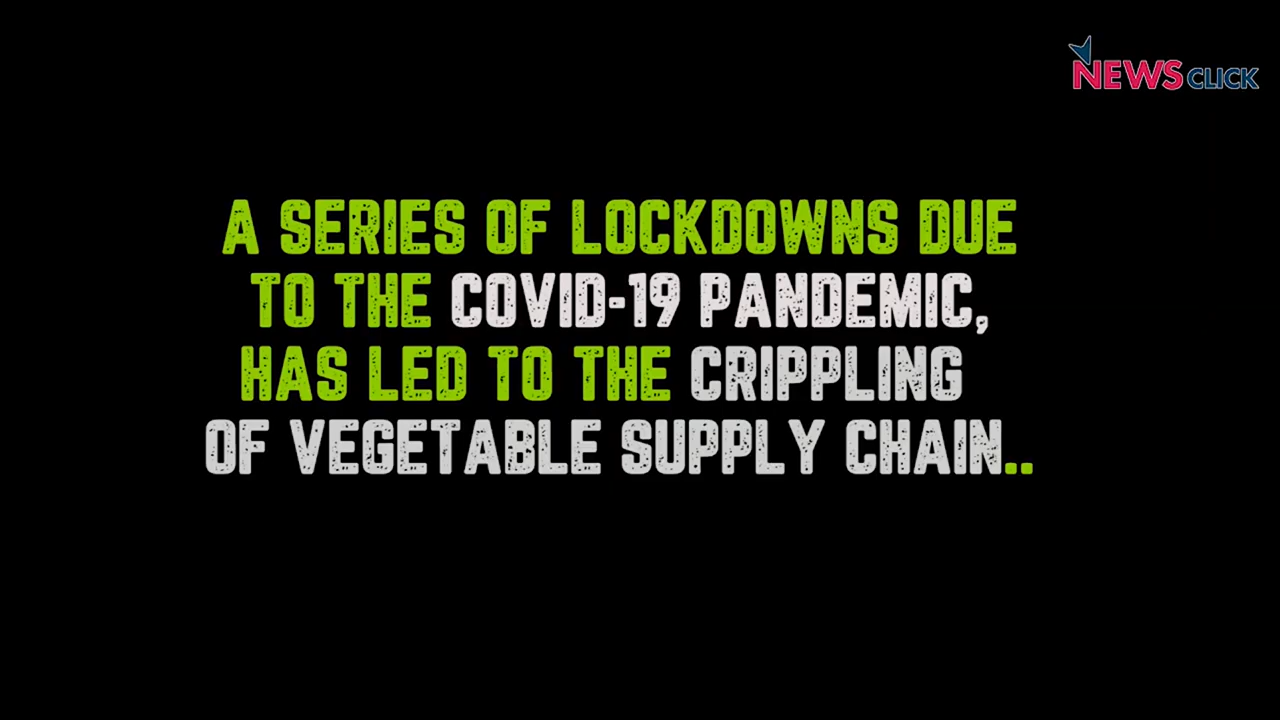 NEWSCLICK
A SERIES OF LOCKDOWNS DUE
TO THE COVID-19 PANDEMIC,
HAS LED TO THE CRIPPLING
OF VEGETABLE SUPPLY CHAIN..